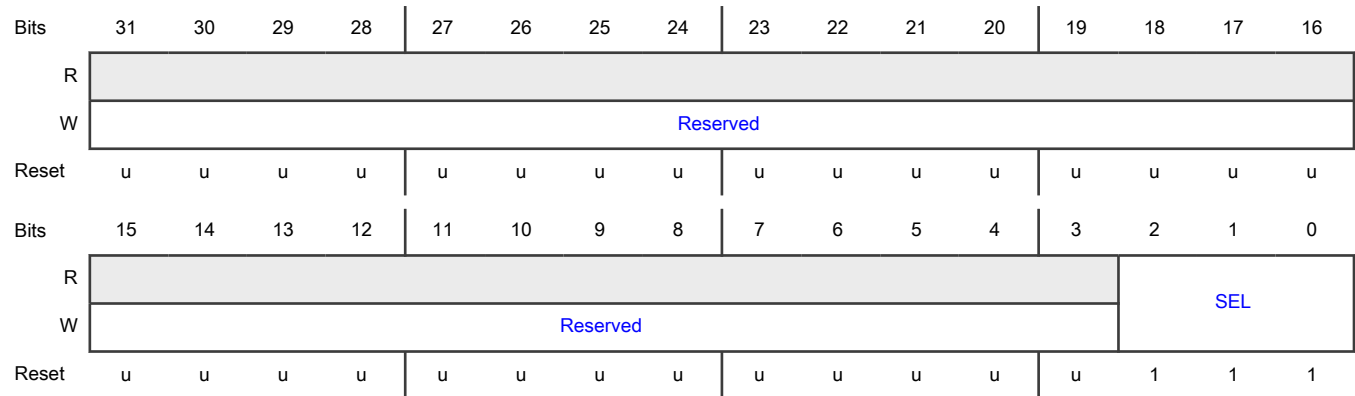 Bits 31 30 29 28 27 26 25 24 23 22 21 20 19 18 17 16
R
W Reserved
Reset u u u u u u u u u u u u u u u u
Bits 15 14 13 12 11 10 9 8 7 6 5 4 3 2 1 0
R
SEL
W Reserved
Reset u u u u u u u u u u u u u 1 1 1